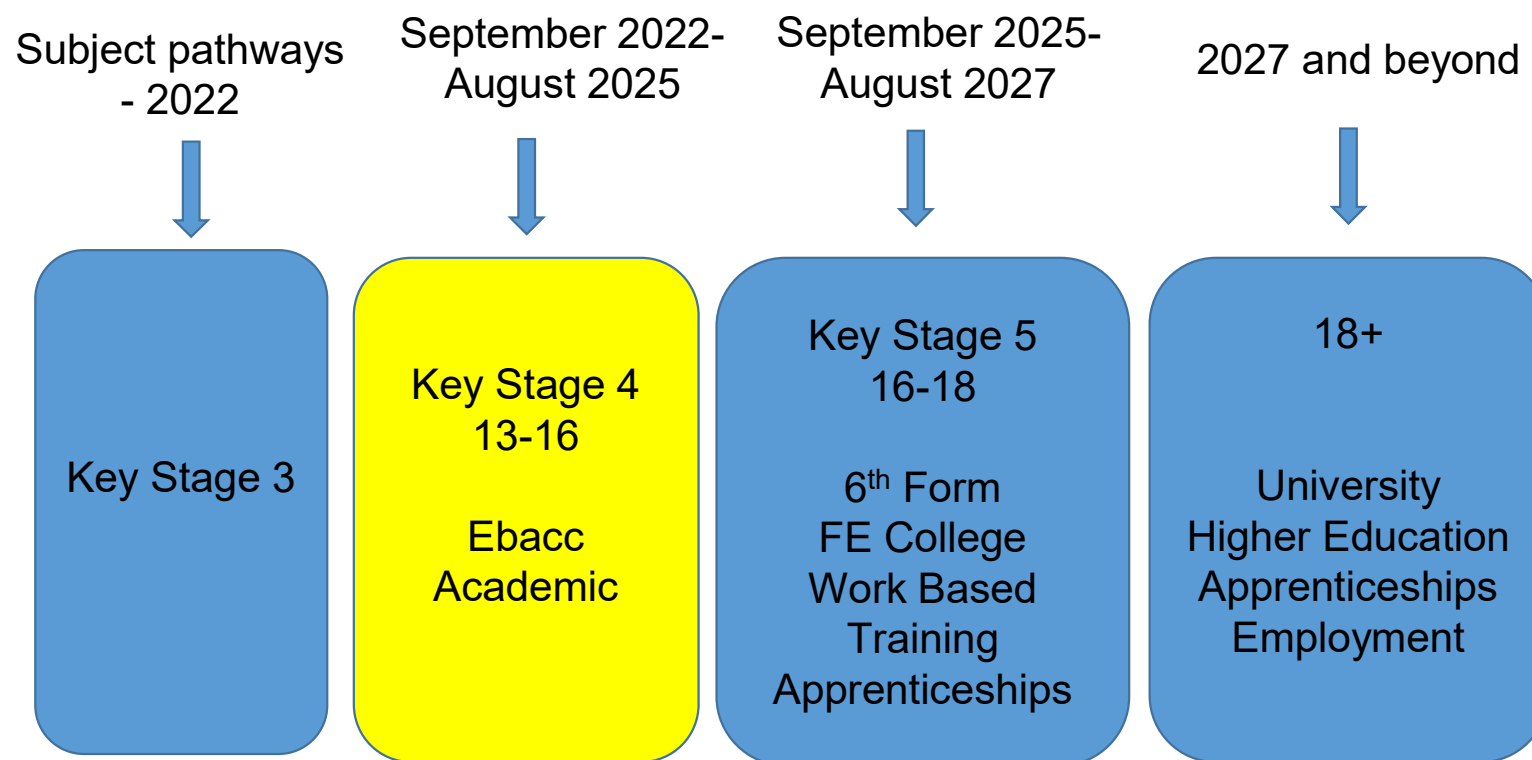 Subject pathways
- 2022
September 2022-
August 2025
September 2025-
August 2027
2027 and beyond
Key Stage 3
Key Stage 4
13-16
Ebacc
Academic
Key Stage 5
16-18
6th Form
FE College
Work Based
Training
Apprenticeships
18+
University
Higher Education
Apprenticeships
Employment